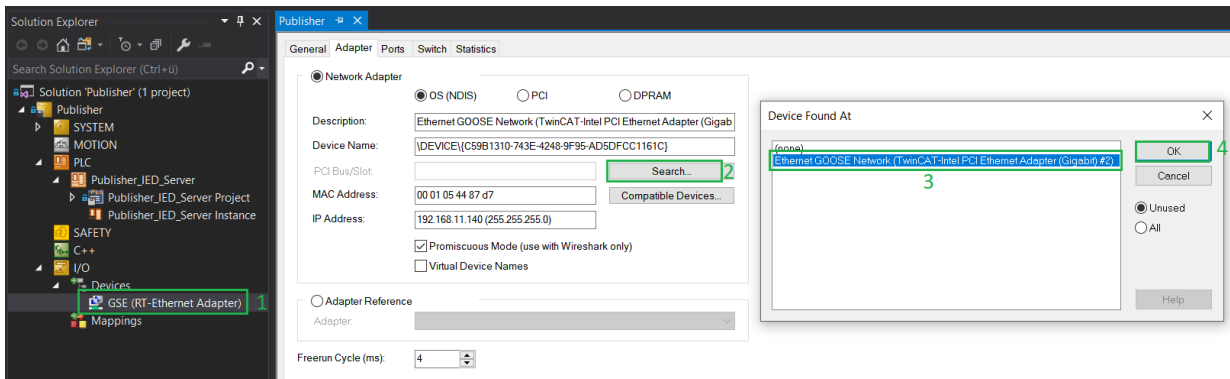 Solution Explorer
Search Solution Explorer (Ctrl+ü)
Solution 'Publisher' (1 project)
Publisher
SYSTEM
MOTION
PLC
Publisher_IED_Server
Publisher_IED_Server Project
Publisher_IED_Server Instance
SAFETY
C++
I/O
Devices
GSE (RT-Ethernet Adapter) 1
Mappings
Publisher
General Adapter Ports Switch Statistics
Network Adapter
OS (NDIS) PCI DPRAM
Description: Ethernet GOOSE Network (TwinCAT-Intel PCI Ethernet Adapter (Gigab
Device Name: \DEVICE\{C59B1310-743E-4248-9F95-AD5DFCC1161C}
PCI Bus/Slot: Search... 2
MAC Address: 00 01 05 44 87 d7 Compatible Devices...
IP Address: 192.168.11.140 (255.255.255.0)
Promiscuous Mode (use with Wireshark only)
Virtual Device Names
Adapter Reference
Adapter:
Freerun Cycle (ms): 4
Device Found At
(none) OK 4
Ethernet GOOSE Network (TwinCAT-Intel PCI Ethernet Adapter (Gigabit) #2)
3 Cancel
Unused
All
Help